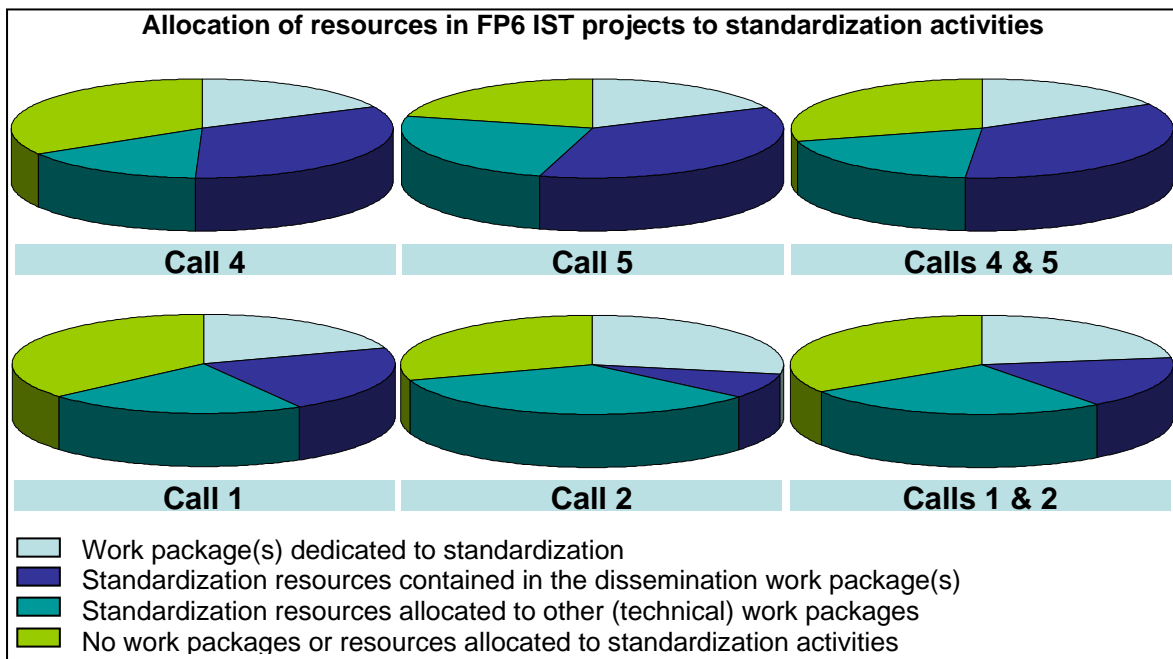 Allocation of resources in FP6 IST projects to standardization activities
Call 4
Call 5
Calls 4 & 5
Call 1
Call 2
Calls 1 & 2
Work package(s) dedicated to standardization
Standardization resources contained in the dissemination work package(s)
Standardization resources allocated to other (technical) work packages
No work packages or resources allocated to standardization activities